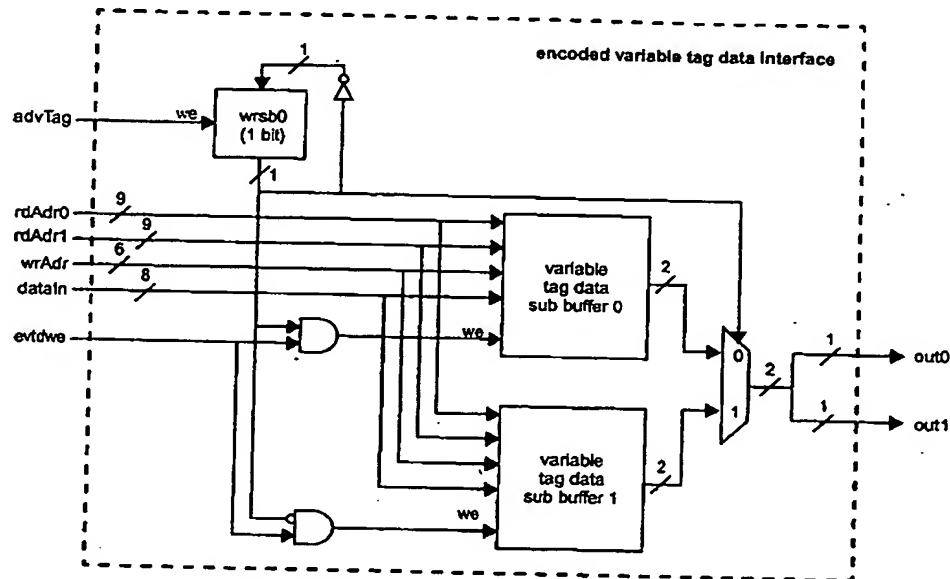 encoded variable tag data interface
1
advTag
we
wrsb0
(1 bit)
1
rdAdr0
9
rdAdr1
9
wrAdr
6
dataIn
8
evtdwe
variable
tag data
sub buffer 0
we
2
0
1
2
1
out0
1
out1
variable
tag data
sub buffer 1
we
2